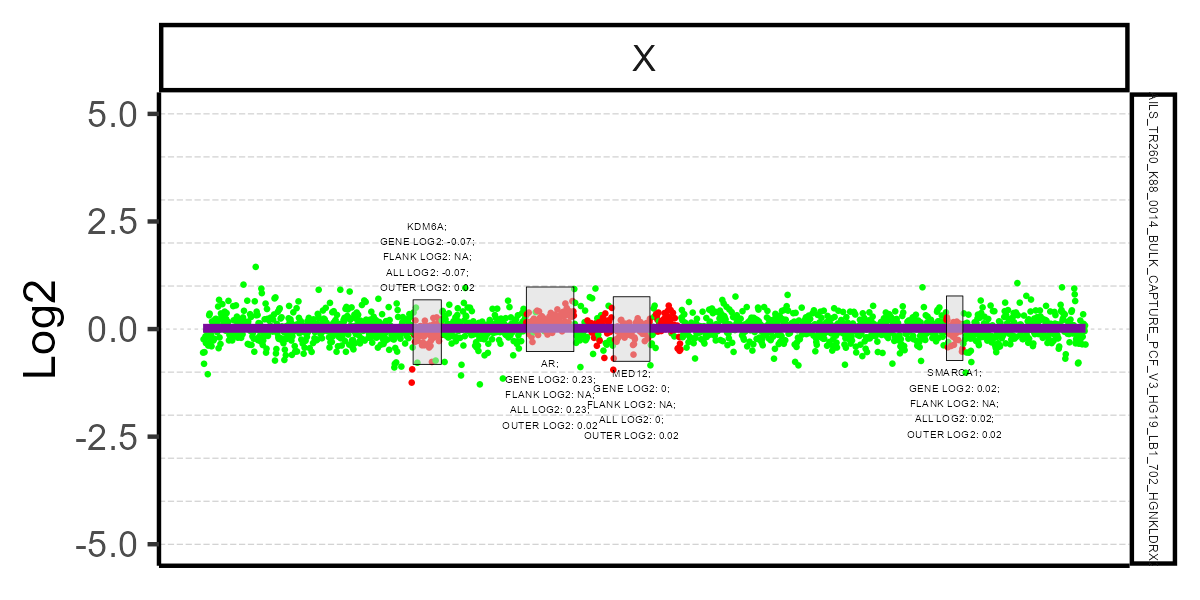 X
Log2
5.0
2.5
0.0
-2.5
-5.0
KDM6A;
GENE LOG2: -0.07;
FLANK LOG2: NA;
ALL LOG2: -0.07;
OUTER LOG2: 0.02
AR;
GENE LOG2: 0.23;
FLANK LOG2: NA;
ALL LOG2: 0.23;
OUTER LOG2: 0.02
MED12;
GENE LOG2: 0;
FLANK LOG2: NA;
ALL LOG2: 0;
OUTER LOG2: 0.02
SMARCA1;
GENE LOG2: 0.02;
FLANK LOG2: NA;
ALL LOG2: 0.02;
OUTER LOG2: 0.02
AILS_TR260_K88_0014_BULK_CAPTURE_PCF_V3_HG19_LB1_702_HGNKLDRX